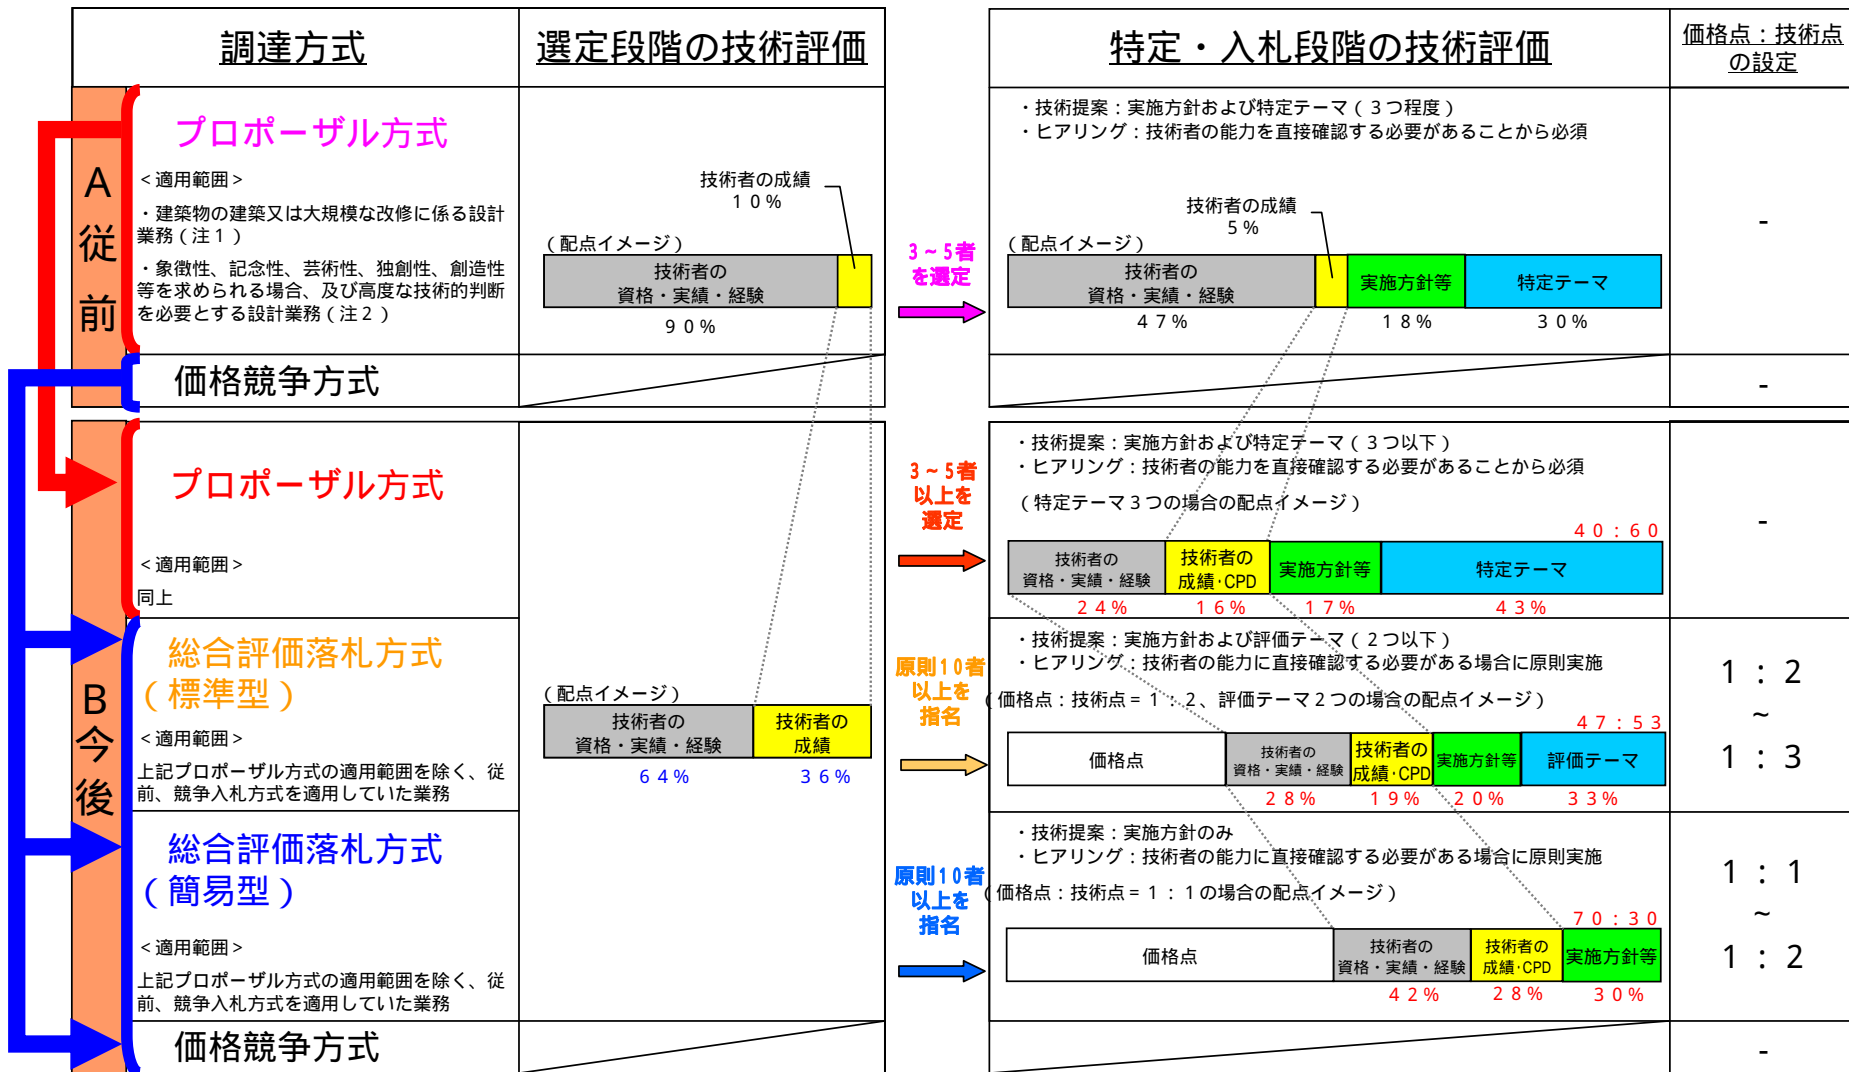 調達方式
選定段階の技術評価
特定・入札段階の技術評価
価格点：技術点
の設定
A 従前
プロポーザル方式
＜適用範囲＞
・建築物の建築又は大規模な改修に係る設計
業務（注１）
・象徴性、記念性、芸術性、独創性、創造性
等を求められる場合、及び高度な技術的判断
を必要とする設計業務（注２）
技術者の成績
１０％
（配点イメージ）
技術者の
資格・実績・経験
９０％
３～５者
を選定
・技術提案：実施方針および特定テーマ（３つ程度）
・ヒアリング：技術者の能力を直接確認する必要があることから必須
技術者の成績
５％
（配点イメージ）
技術者の
資格・実績・経験
実施方針等
特定テーマ
４７％
１８％
３０％
-
価格競争方式
-
B 今後
プロポーザル方式
＜適用範囲＞
同上
３～５者
以上を
選定
・技術提案：実施方針および特定テーマ（３つ以下）
・ヒアリング：技術者の能力を直接確認する必要があることから必須
（特定テーマ３つの場合の配点イメージ）
４０：６０
技術者の
資格・実績・経験
技術者の
成績・CPD
実施方針等
特定テーマ
２４％
１６％
１７％
４３％
-
総合評価落札方式
（標準型）
＜適用範囲＞
上記プロポーザル方式の適用範囲を除く、従
前、競争入札方式を適用していた業務
（配点イメージ）
技術者の
資格・実績・経験
技術者の
成績
６４％
３６％
原則１０者
以上を
指名
・技術提案：実施方針および評価テーマ（２つ以下）
・ヒアリング：技術者の能力に直接確認する必要がある場合に原則実施
（価格点：技術点＝１：２、評価テーマ２つの場合の配点イメージ）
４７：５３
価格点
技術者の
資格・実績・経験
技術者の
成績・CPD
実施方針等
評価テーマ
２８％
１９％
２０％
３３％
１：２
～
１：３
総合評価落札方式
（簡易型）
＜適用範囲＞
上記プロポーザル方式の適用範囲を除く、従
前、競争入札方式を適用していた業務
原則１０者
以上を
指名
・技術提案：実施方針のみ
・ヒアリング：技術者の能力に直接確認する必要がある場合に原則実施
（価格点：技術点＝１：１の場合の配点イメージ）
７０：３０
価格点
技術者の
資格・実績・経験
技術者の
成績・CPD
実施方針等
４２％
２８％
３０％
１：１
～
１：２
価格競争方式
-